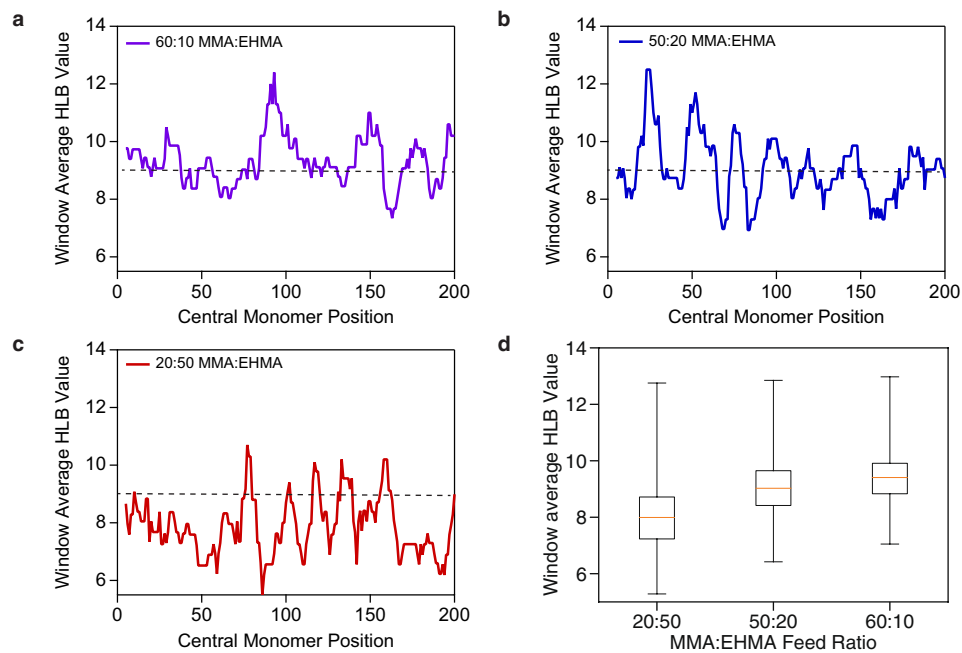 a
14
12
10
8
6
Window Average HLB Value
60:10 MMA:EHMA
0
50
100
150
200
Central Monomer Position
b
14
12
10
8
6
Window Average HLB Value
50:20 MMA:EHMA
0
50
100
150
200
Central Monomer Position
c
14
12
10
8
6
Window Average HLB Value
20:50 MMA:EHMA
0
50
100
150
200
Central Monomer Position
d
14
12
10
8
6
Window average HLB Value
20:50
50:20
60:10
MMA:EHMA Feed Ratio